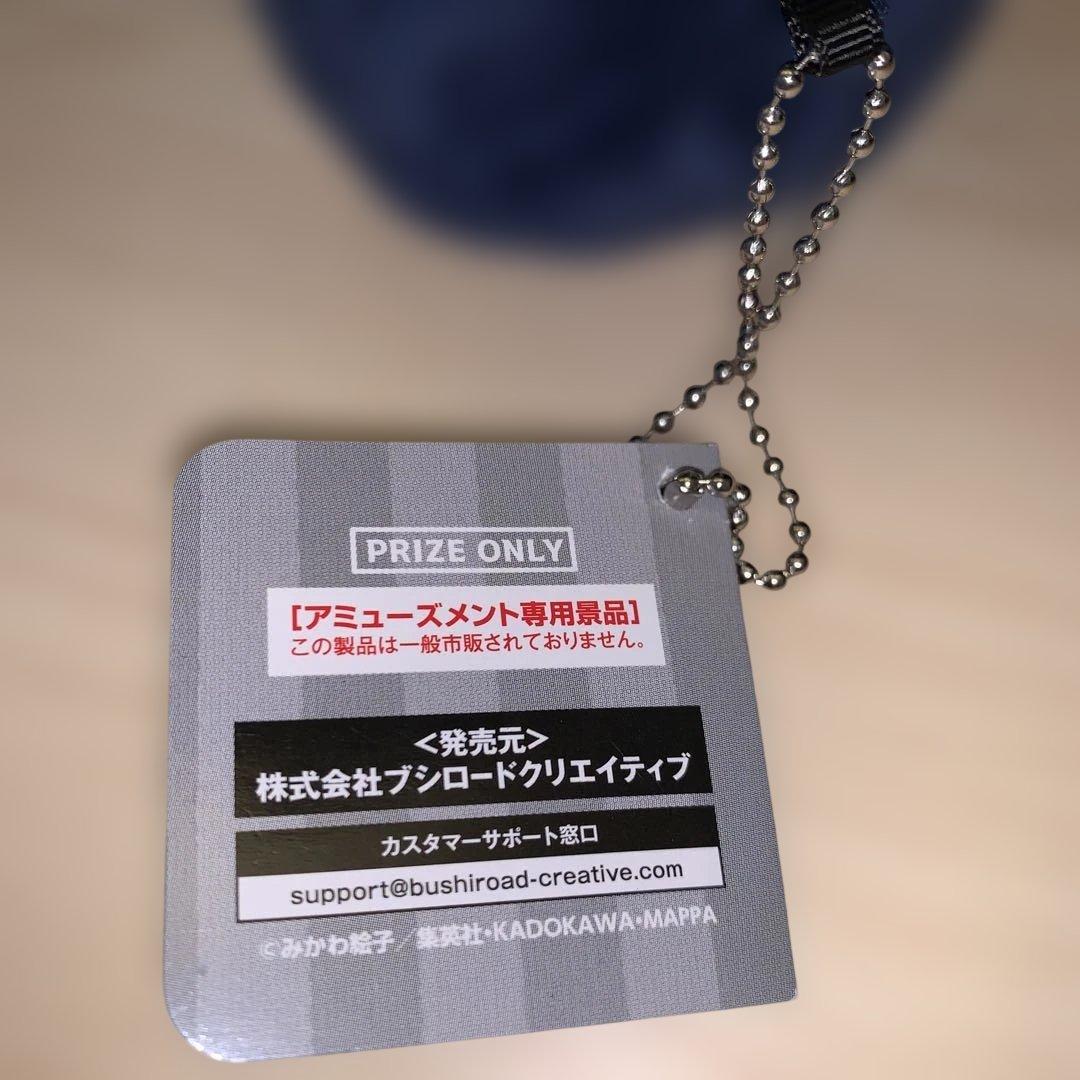 PRIZE ONLY
[アミューズメント専用景品]
この製品は一般市販されておりません。
<発売元>
株式会社ブシロードクリエイティブ
カスタマーサポート窓口
support@bushiroad-creative.com
©みかわ絵子／集英社・KADOKAWA・MAPPA